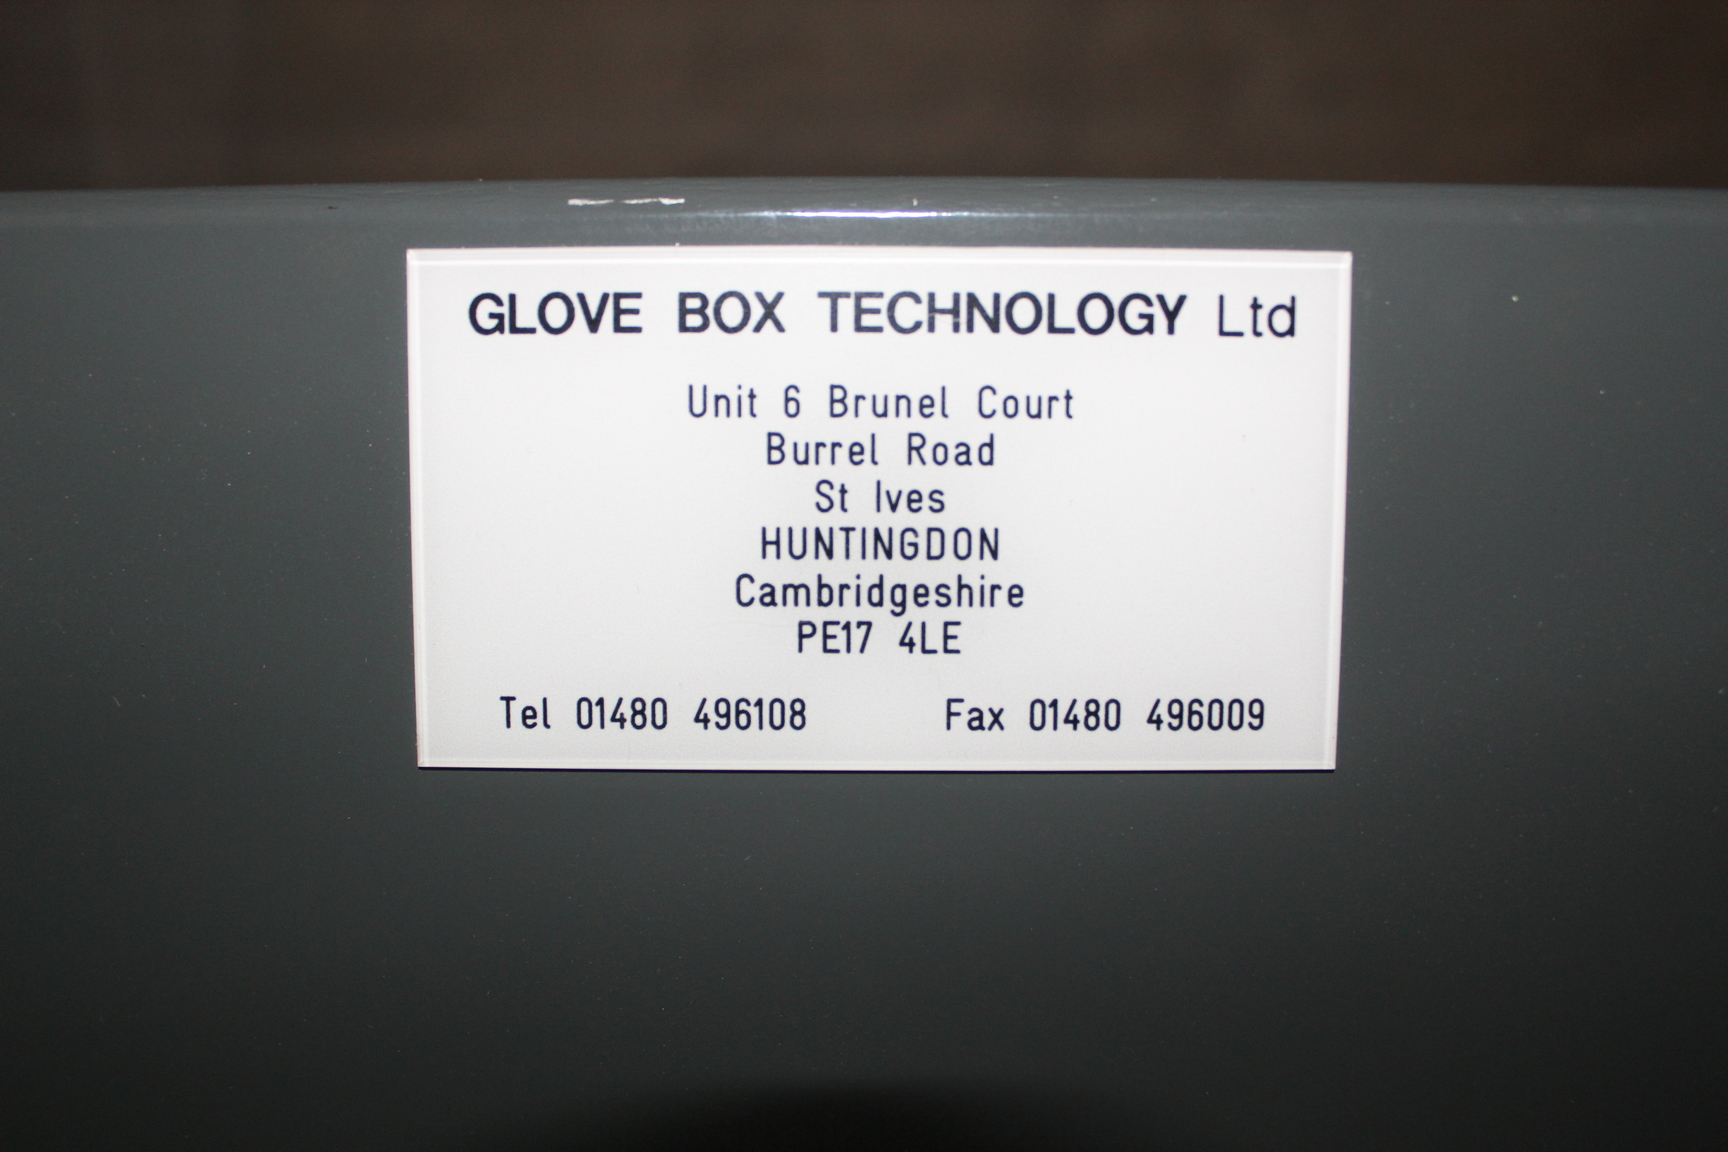 GLOVE BOX TECHNOLOGY Ltd
Unit 6 Brunel Court
Burrel Road
St Ives
HUNTINGDON
Cambridgeshire
PE17 4LE
Tel 01480 496108 Fax 01480 496009